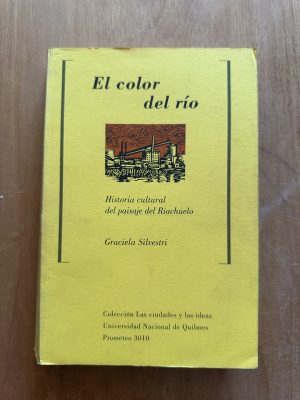 El color
del río
Historia cultural
del paisaje del Riachuelo
Graciela Silvestri
Colección Las ciudades y las ideas
Universidad Nacional de Quilmes
Prometeo 3010